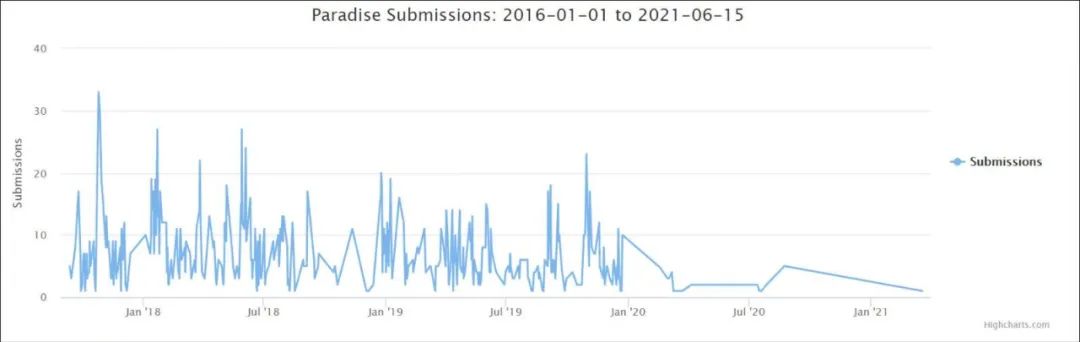 Paradise Submissions: 2016-01-01 to 2021-06-15
40
30
20
10
0
Submissions
Jan '18
Jul '18
Jan '19
Jul '19
Jan '20
Jul '20
Jan '21
Submissions
Highcharts.com